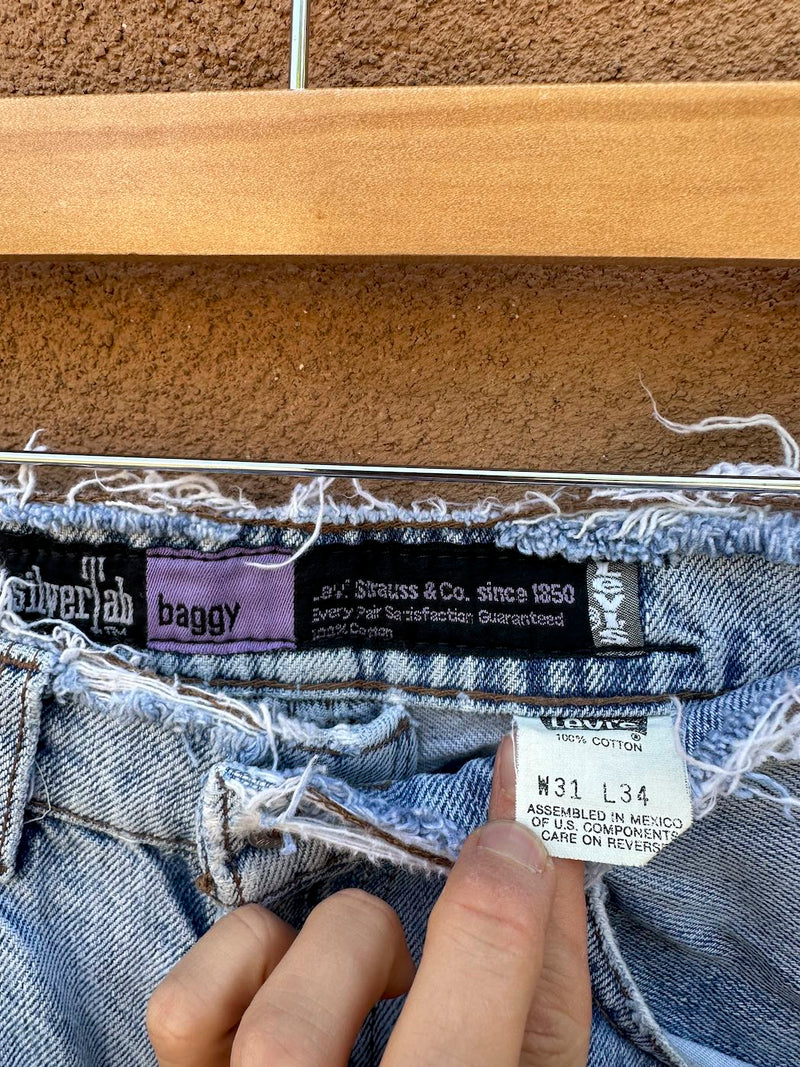 silverTab
TM
baggy
Levi Strauss & Co. since 1850
Every Pair Satisfaction Guaranteed
100% Cotton
Levi's
®
100% COTTON
W31 L34
ASSEMBLED IN MEXICO
OF U.S. COMPONENTS
CARE ON REVERSE